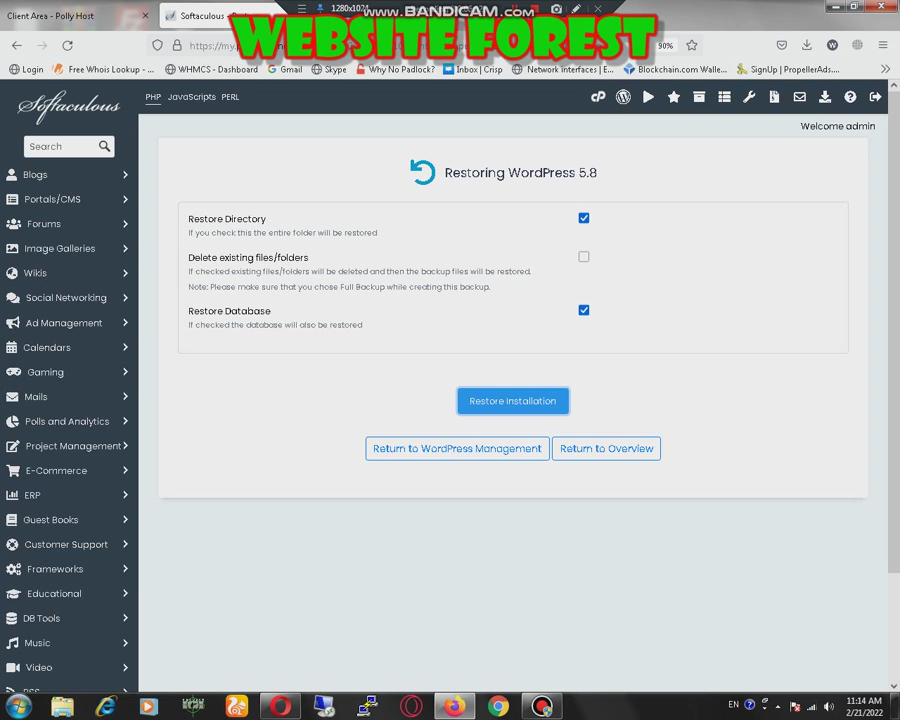 Client Area - Polly Host
Softaculous -
1280x1024
www.BANDICAM.com
WEBSITE FOREST
https://my.p
90%
Login
Free Whois Lookup - ...
WHMCS - Dashboard
Gmail
Skype
Why No Padlock?
Inbox | Crisp
Network Interfaces | E...
Blockchain.com Walle...
SignUp | PropellerAds....
Softaculous
PHP
JavaScripts
PERL
Welcome admin
Search
Blogs
Portals/CMS
Forums
Image Galleries
Wikis
Social Networking
Ad Management
Calendars
Gaming
Mails
Polls and Analytics
Project Management
E-Commerce
ERP
Guest Books
Customer Support
Frameworks
Educational
DB Tools
Music
Video
RSS
Restoring WordPress 5.8
Restore Directory
If you check this the entire folder will be restored
Delete existing files/folders
If checked existing files/folders will be deleted and then the backup files will be restored.
Note: Please make sure that you chose Full Backup while creating this backup.
Restore Database
If checked the database will also be restored
Restore Installation
Return to WordPress Management
Return to Overview
EN
11:14 AM
2/21/2022